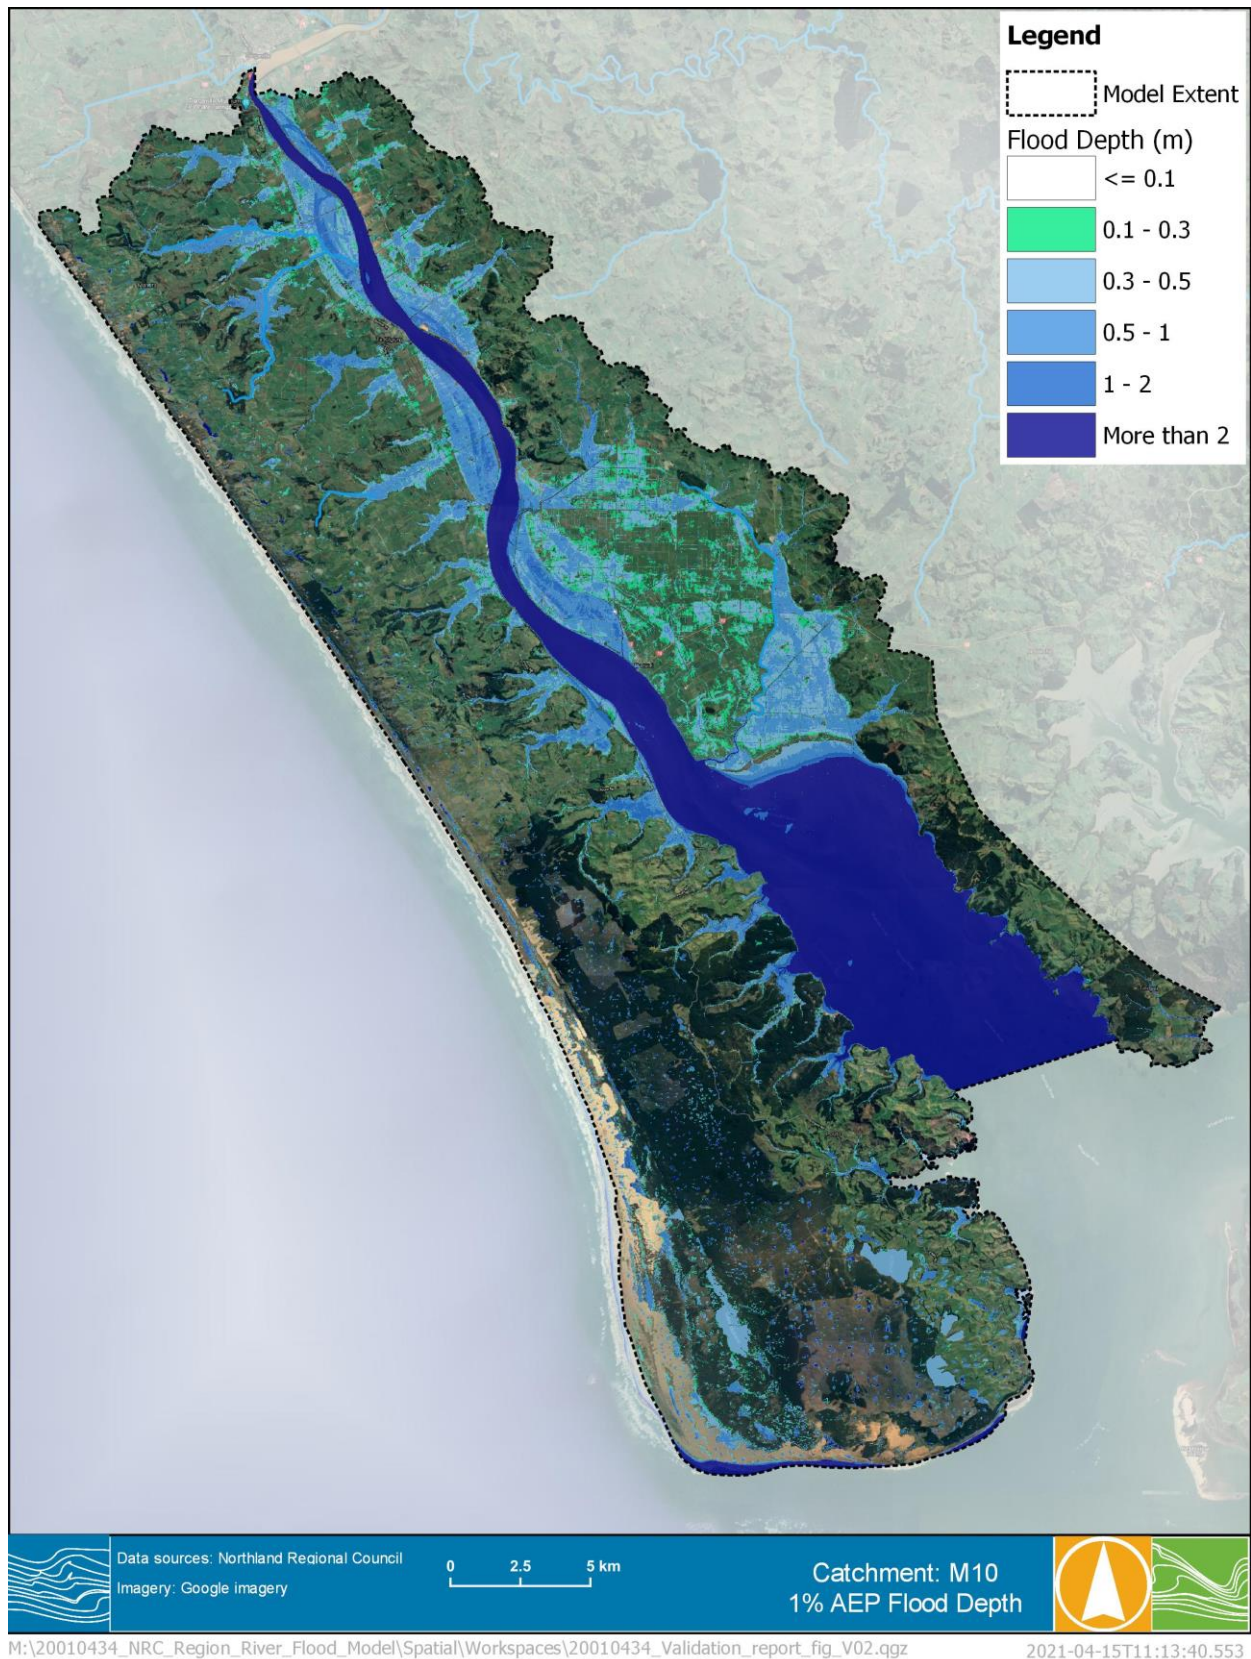 Legend
Model Extent
Flood Depth (m)
<= 0.1
0.1 - 0.3
0.3 - 0.5
0.5 - 1
1 - 2
More than 2
Data sources: Northland Regional Council
Imagery: Google imagery
0 2.5 5 km
Catchment: M10
1% AEP Flood Depth
M:\20010434_NRC_Region_River_Flood_Model\Spatial\Workspaces\20010434_Validation_report_fig_V02.qgz
2021-04-15T11:13:40.553